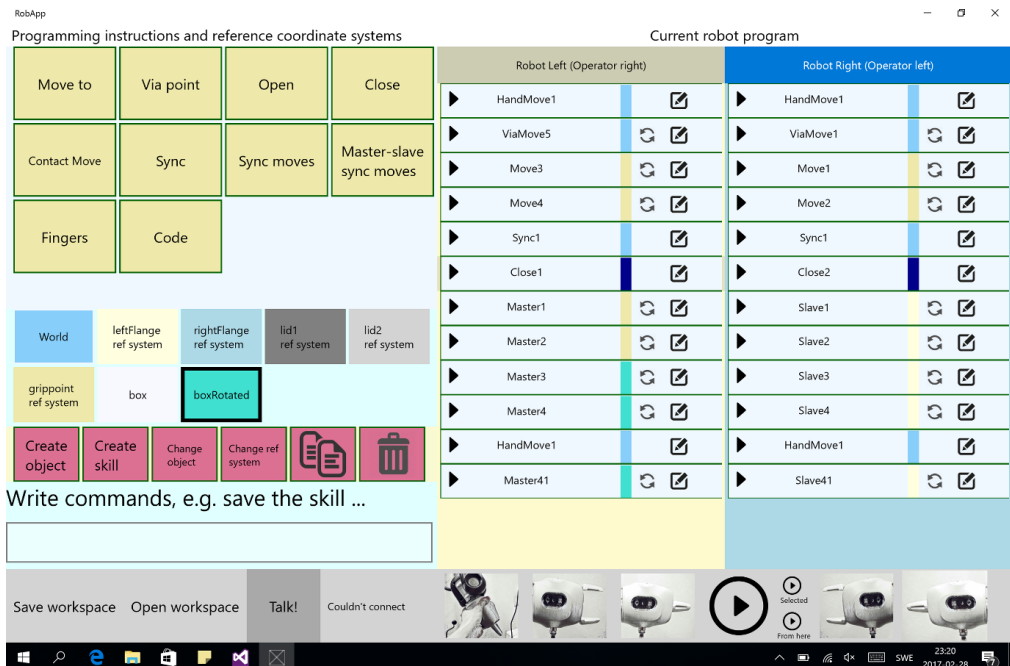 RobApp
Programming instructions and reference coordinate systems
Current robot program
Move to
Via point
Open
Close
Contact Move
Sync
Sync moves
Master-slave
sync moves
Fingers
Code
World
leftFlange
ref system
rightFlange
ref system
lid1
ref system
lid2
ref system
grippoint
ref system
box
boxRotated
Create
object
Create
skill
Change
object
Change ref
system
Write commands, e.g. save the skill ...
Robot Left (Operator right)
HandMove1
ViaMove5
Move3
Move4
Sync1
Close1
Master1
Master2
Master3
Master4
HandMove1
Master41
Robot Right (Operator left)
HandMove1
ViaMove1
Move1
Move2
Sync1
Close2
Slave1
Slave2
Slave3
Slave4
HandMove1
Slave41
Save workspace
Open workspace
Talk!
Couldn't connect
Selected
From here
SWE
23:20
2017-02-28
7